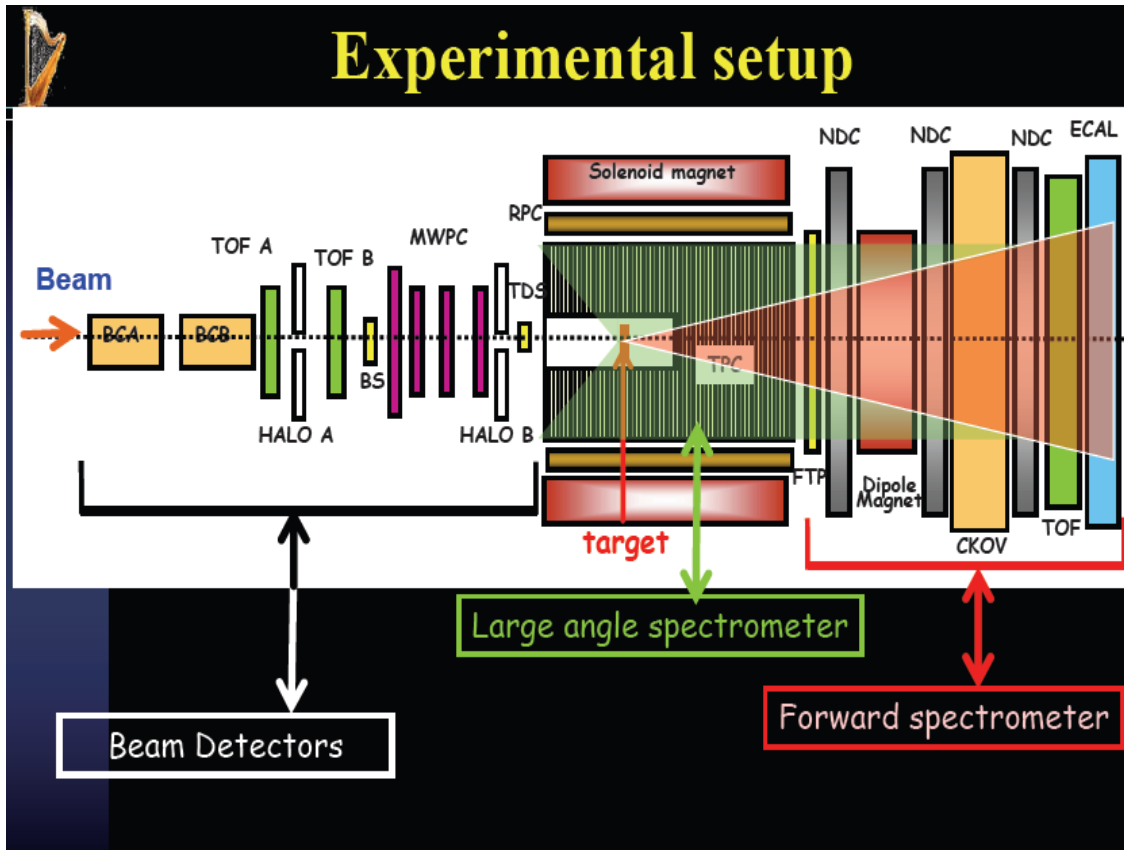 Experimental setup
NDC
NDC
NDC
ECAL
Solenoid magnet
RPC
MWPC
TOF A
TOF B
Beam
TDS
BCA
BCB
TPC
BS
HALO A
HALO B
FTP
Dipole
Magnet
TOF
CKOV
target
Large angle spectrometer
Forward spectrometer
Beam Detectors